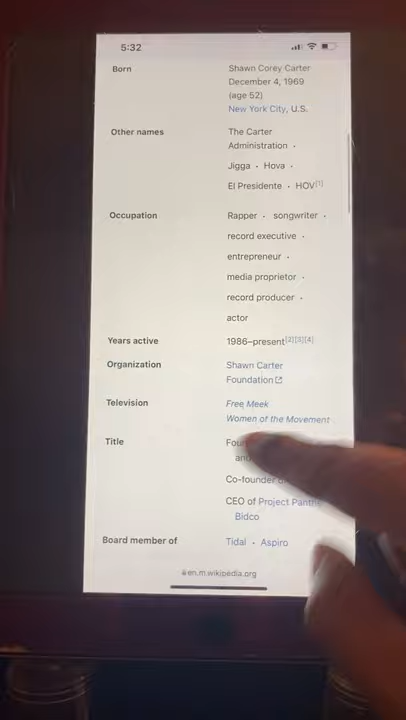 5:32
Born
Shawn Corey Carter
December 4, 1969
(age 52)
New York City, U.S.
Other names
The Carter
Administration ·
Jigga · Hova ·
El Presidente · HOV[1]
Occupation
Rapper · songwriter ·
record executive ·
entrepreneur ·
media proprietor ·
record producer ·
actor
Years active
1986–present[2][3][4]
Organization
Shawn Carter
Foundation
Television
Free Meek
Women of the Movement
Title
Co-founder
CEO of Project
Bidco
Board member of
Tidal · Aspiro
en.m.wikipedia.org